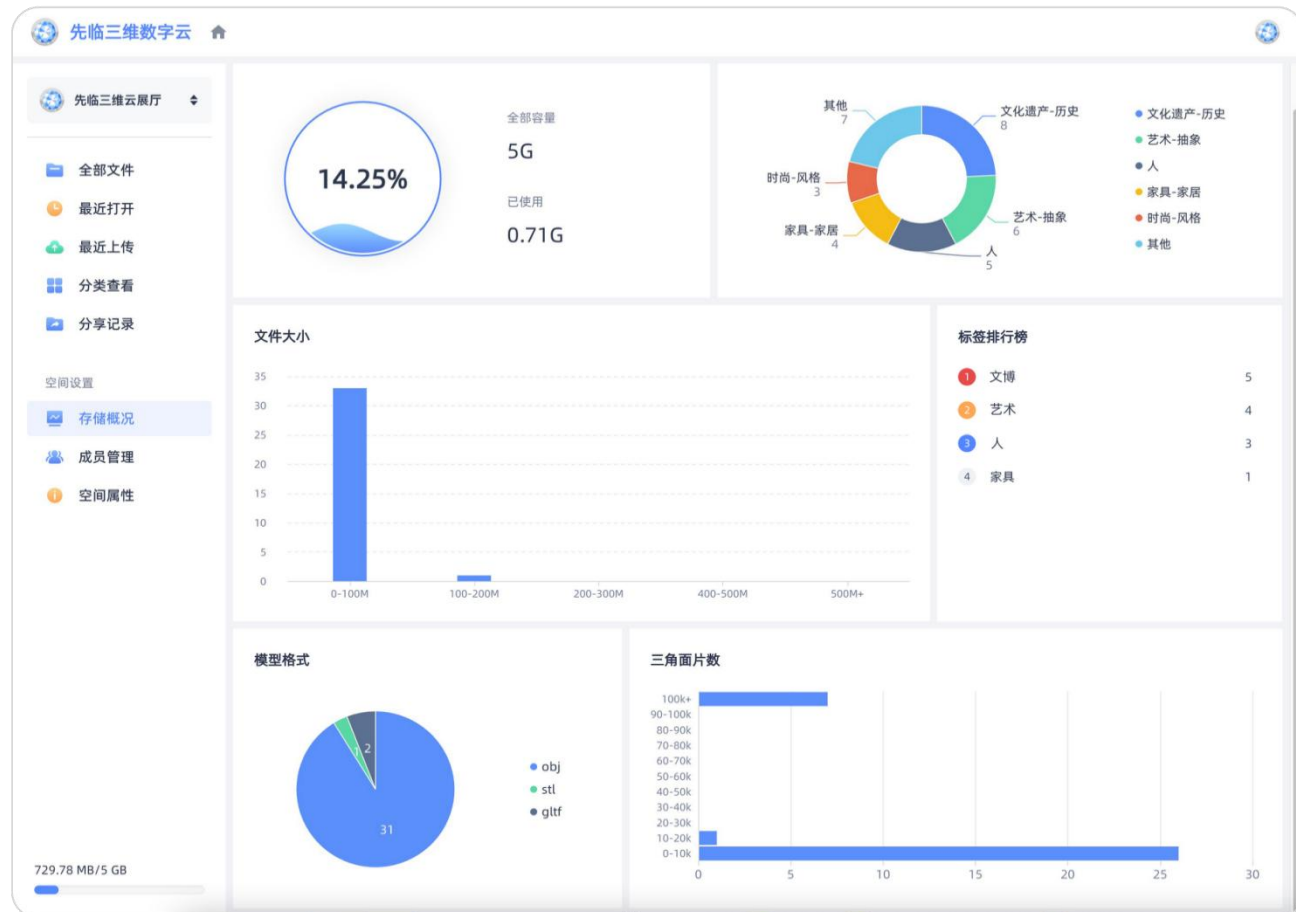 先临三维数字云
先临三维云展厅
全部文件
最近打开
最近上传
分类查看
分享记录
空间设置
存储概况
成员管理
空间属性
729.78 MB/5 GB
14.25%
全部容量
5G
已使用
0.71G
其他
7
文化遗产-历史
8
时尚-风格
3
家具-家居
4
艺术-抽象
6
人
5
文化遗产-历史
艺术-抽象
人
家具-家居
时尚-风格
其他
文件大小
35
30
25
20
15
10
5
0
0-100M 100-200M 200-300M 400-500M 500M+
标签排行榜
1 文博 5
2 艺术 4
3 人 3
4 家具 1
模型格式
1 2
31
obj
stl
gltf
三角面片数
100k+
90-100k
80-90k
70-80k
60-70k
50-60k
40-50k
30-40k
20-30k
10-20k
0-10k
0 5 10 15 20 25 30